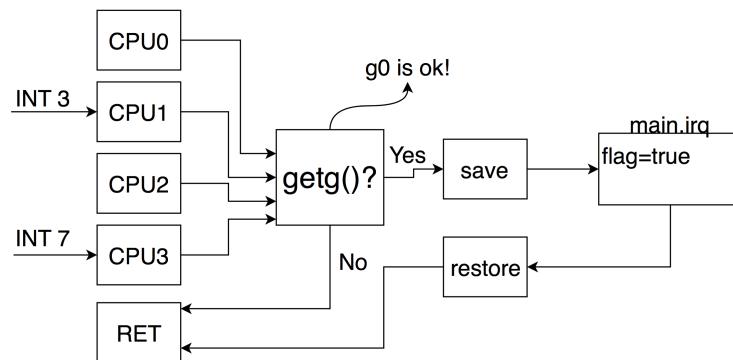 CPU0
g0 is ok!
INT 3
CPU1
main.irq
flag=true
getg()?
Yes
save
CPU2
INT 7
CPU3
No
restore
RET